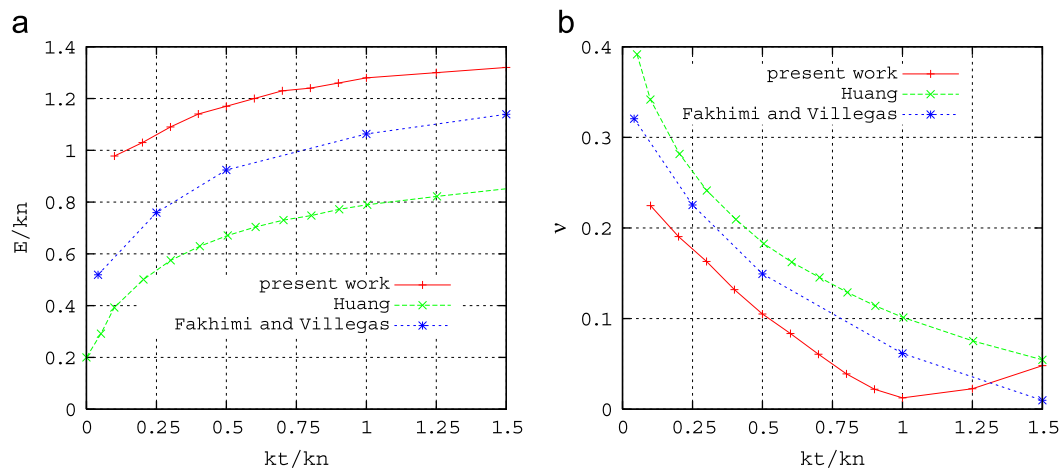 a
1.4
1.2
1
0.8
0.6
0.4
0.2
0
E/kn
present work
Huang
Fakhimi and Villegas
0 0.25 0.5 0.75 1 1.25 1.5
kt/kn
b
0.4
0.3
0.2
0.1
0
ν
present work
Huang
Fakhimi and Villegas
0 0.25 0.5 0.75 1 1.25 1.5
kt/kn